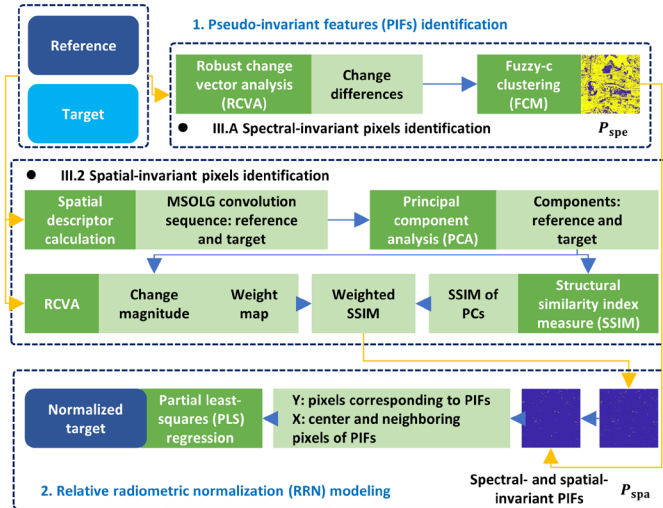 1. Pseudo-invariant features (PIFs) identification
Reference
Target
Robust change
vector analysis
(RCVA)
Change
differences
Fuzzy-c
clustering
(FCM)
● III.A Spectral-invariant pixels identification
P_spe
● III.2 Spatial-invariant pixels identification
Spatial
descriptor
calculation
MSOLG convolution
sequence: reference
and target
Principal
component
analysis (PCA)
Components:
reference and
target
RCVA
Change
magnitude
Weight
map
Weighted
SSIM
SSIM of
PCs
Structural
similarity index
measure (SSIM)
Normalized
target
Partial least-
squares (PLS)
regression
Y: pixels corresponding to PIFs
X: center and neighboring
pixels of PIFs
Spectral- and spatial-
invariant PIFs
P_spa
2. Relative radiometric normalization (RRN) modeling